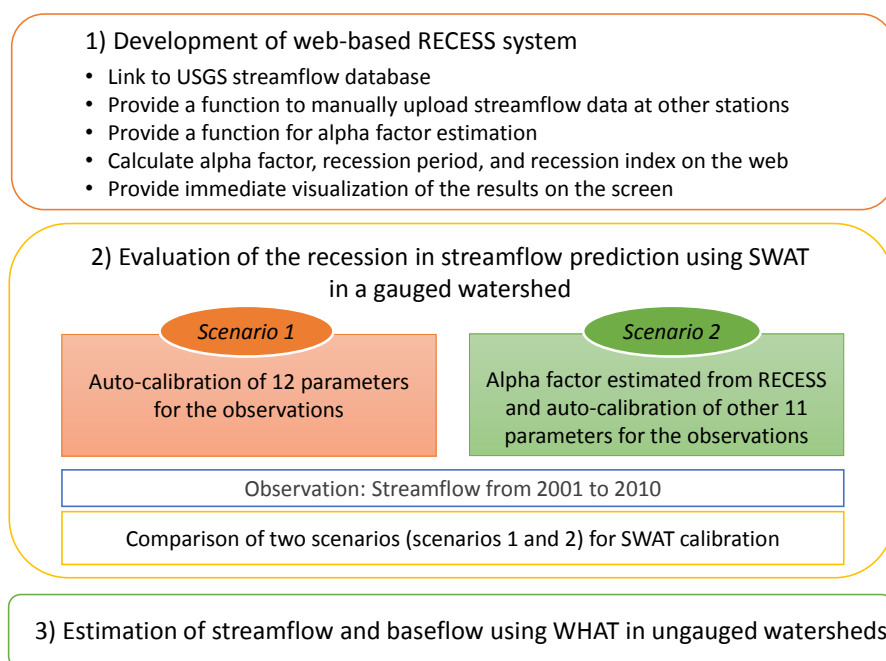 1) Development of web-based RECESS system
• Link to USGS streamflow database
• Provide a function to manually upload streamflow data at other stations
• Provide a function for alpha factor estimation
• Calculate alpha factor, recession period, and recession index on the web
• Provide immediate visualization of the results on the screen
2) Evaluation of the recession in streamflow prediction using SWAT
in a gauged watershed
Scenario 1
Auto-calibration of 12 parameters
for the observations
Scenario 2
Alpha factor estimated from RECESS
and auto-calibration of other 11
parameters for the observations
Observation: Streamflow from 2001 to 2010
Comparison of two scenarios (scenarios 1 and 2) for SWAT calibration
3) Estimation of streamflow and baseflow using WHAT in ungauged watersheds